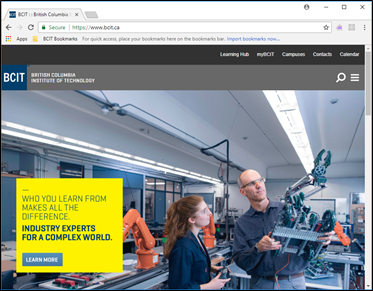 BCIT :: British Columbia I
Secure
https://www.bcit.ca
Apps
BCIT Bookmarks
For quick access, place your bookmarks here on the bookmarks bar.
Import bookmarks now...
Learning Hub
myBCIT
Campuses
Contacts
Calendar
BCIT
BRITISH COLUMBIA
INSTITUTE OF TECHNOLOGY
WHO YOU LEARN FROM
MAKES ALL THE
DIFFERENCE.
INDUSTRY EXPERTS
FOR A COMPLEX WORLD.
LEARN MORE